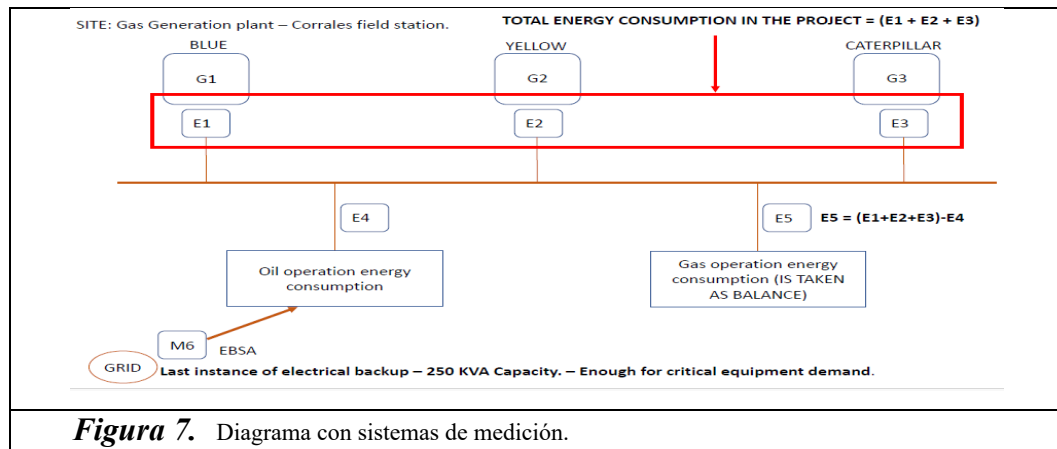 SITE: Gas Generation plant – Corrales field station.
TOTAL ENERGY CONSUMPTION IN THE PROJECT = (E1 + E2 + E3)
BLUE
YELLOW
CATERPILLAR
G1
G2
G3
E1
E2
E3
E4
E5
E5 = (E1+E2+E3)-E4
Oil operation energy
consumption
Gas operation energy
consumption (IS TAKEN
AS BALANCE)
M6
EBSA
GRID
Last instance of electrical backup – 250 KVA Capacity. – Enough for critical equipment demand.
Figura 7. Diagrama con sistemas de medición.